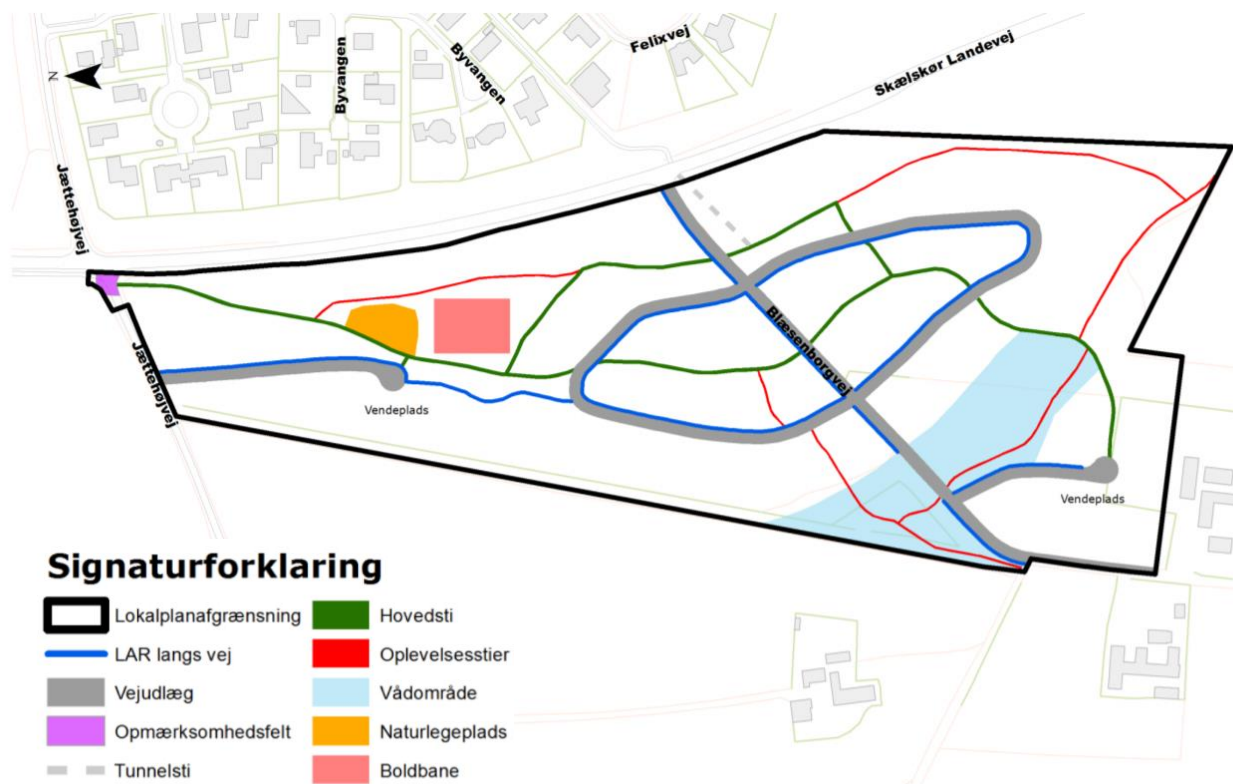 Felixvej
Skælskør Landevej
Byvangen
Byvangen
N
Jættehøjvej
Jættehøjvej
Blæsenborgvej
Vendeplads
Vendeplads
Signaturforklaring
Lokalplanafgrænsning
LAR langs vej
Vejudlæg
Opmærksomhedsfelt
Tunnelsti
Hovedsti
Oplevelsesstier
Vådområde
Naturlegeplads
Boldbane